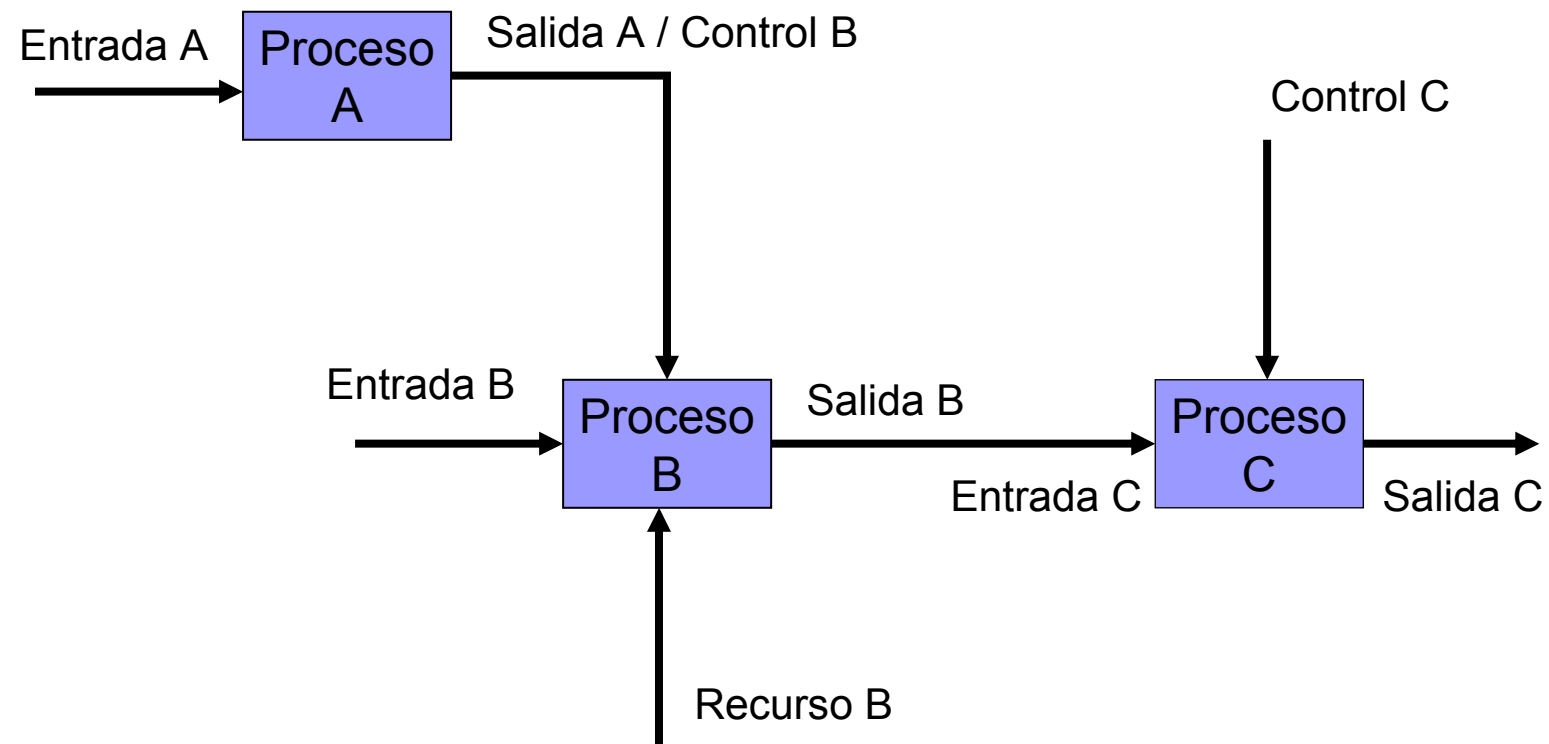 Entrada A
Proceso
A
Salida A / Control B
Control C
Entrada B
Proceso
B
Salida B
Entrada C
Proceso
C
Salida C
Recurso B